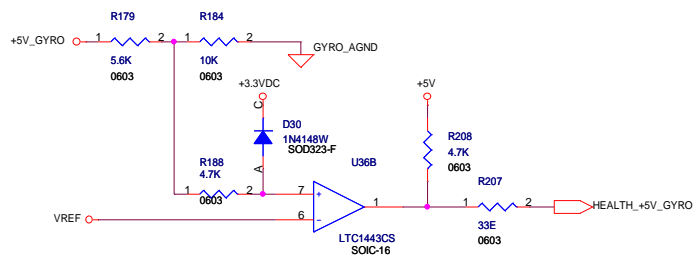 R179
R184
+5V_GYRO
1
2
1
2
GYRO_AGND
5.6K
0603
10K
0603
+3.3VDC
+5V
C
D30
1N4148W
SOD323-F
A
R208
4.7K
0603
R188
4.7K
U36B
1
2
0603
7
+
R207
VREF
6
-
1
1
2
HEALTH_+5V_GYRO
33E
0603
LTC1443CS
SOIC-16